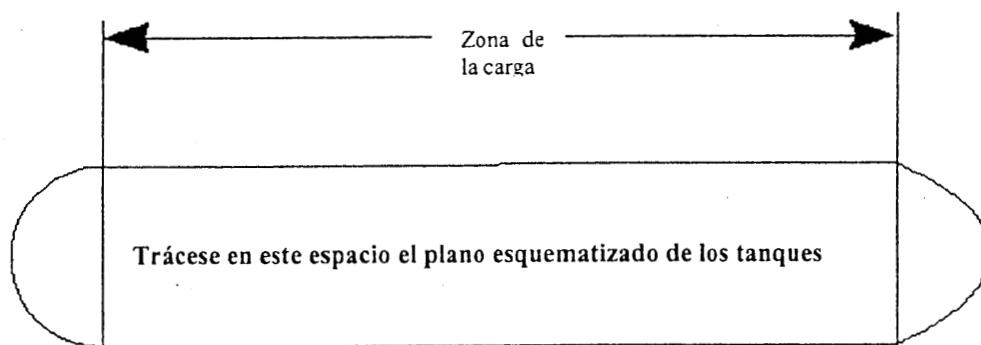 Zona de
la carga
Trácese en este espacio el plano esquematizado de los tanques